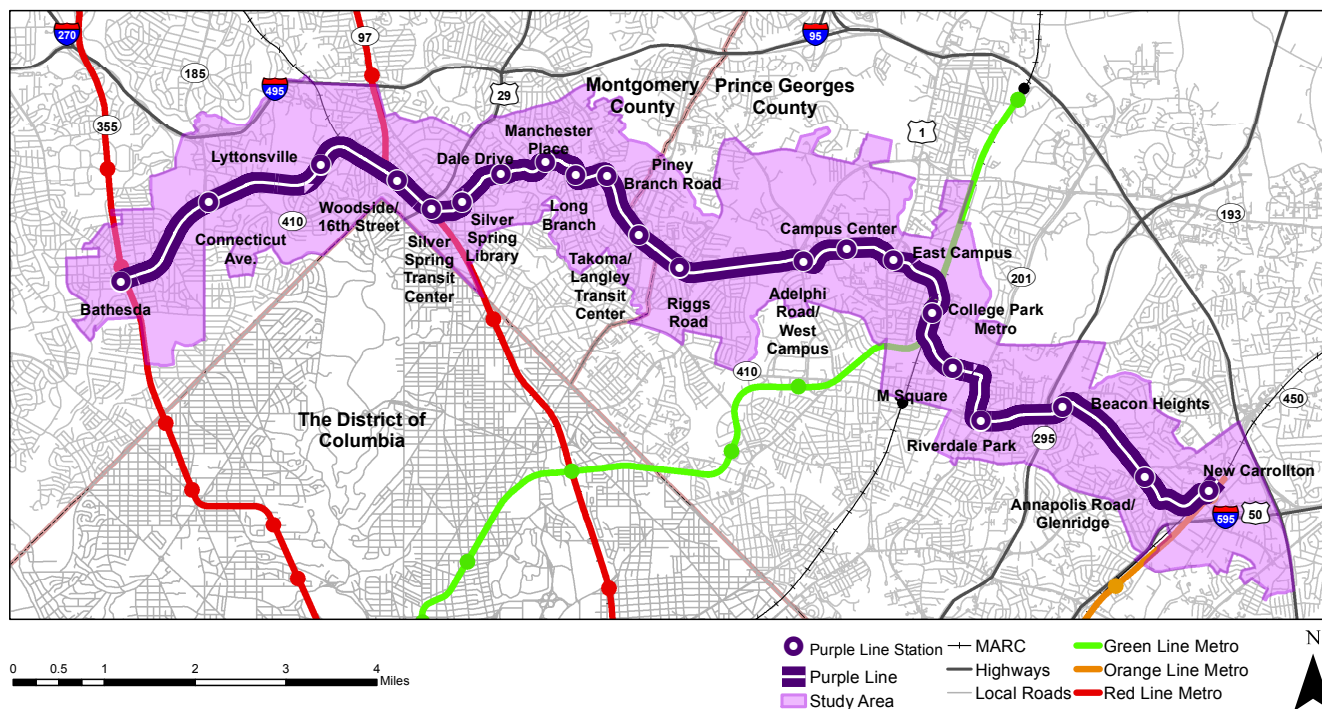 270
97
95
185
495
29
Montgomery
County
Prince Georges
County
355
1
Manchester
Place
Lyttonsville
Dale Drive
Piney
Branch Road
193
410
Woodside/
16th Street
Long
Branch
Silver
Spring
Library
Campus Center
Connecticut
Ave.
East Campus
Silver
Spring
Transit
Center
Takoma/
Langley
Transit
Center
201
Adelphi
Road/
West
Campus
Bathesda
Riggs
Road
College Park
Metro
410
M Square
450
Beacon Heights
The District of
Columbia
Riverdale Park
295
New Carrollton
Annapolis Road/
Glenridge
595
50
0 0.5 1 2 3 4
Miles
Purple Line Station
Purple Line
Study Area
MARC
Highways
Local Roads
Green Line Metro
Orange Line Metro
Red Line Metro
N